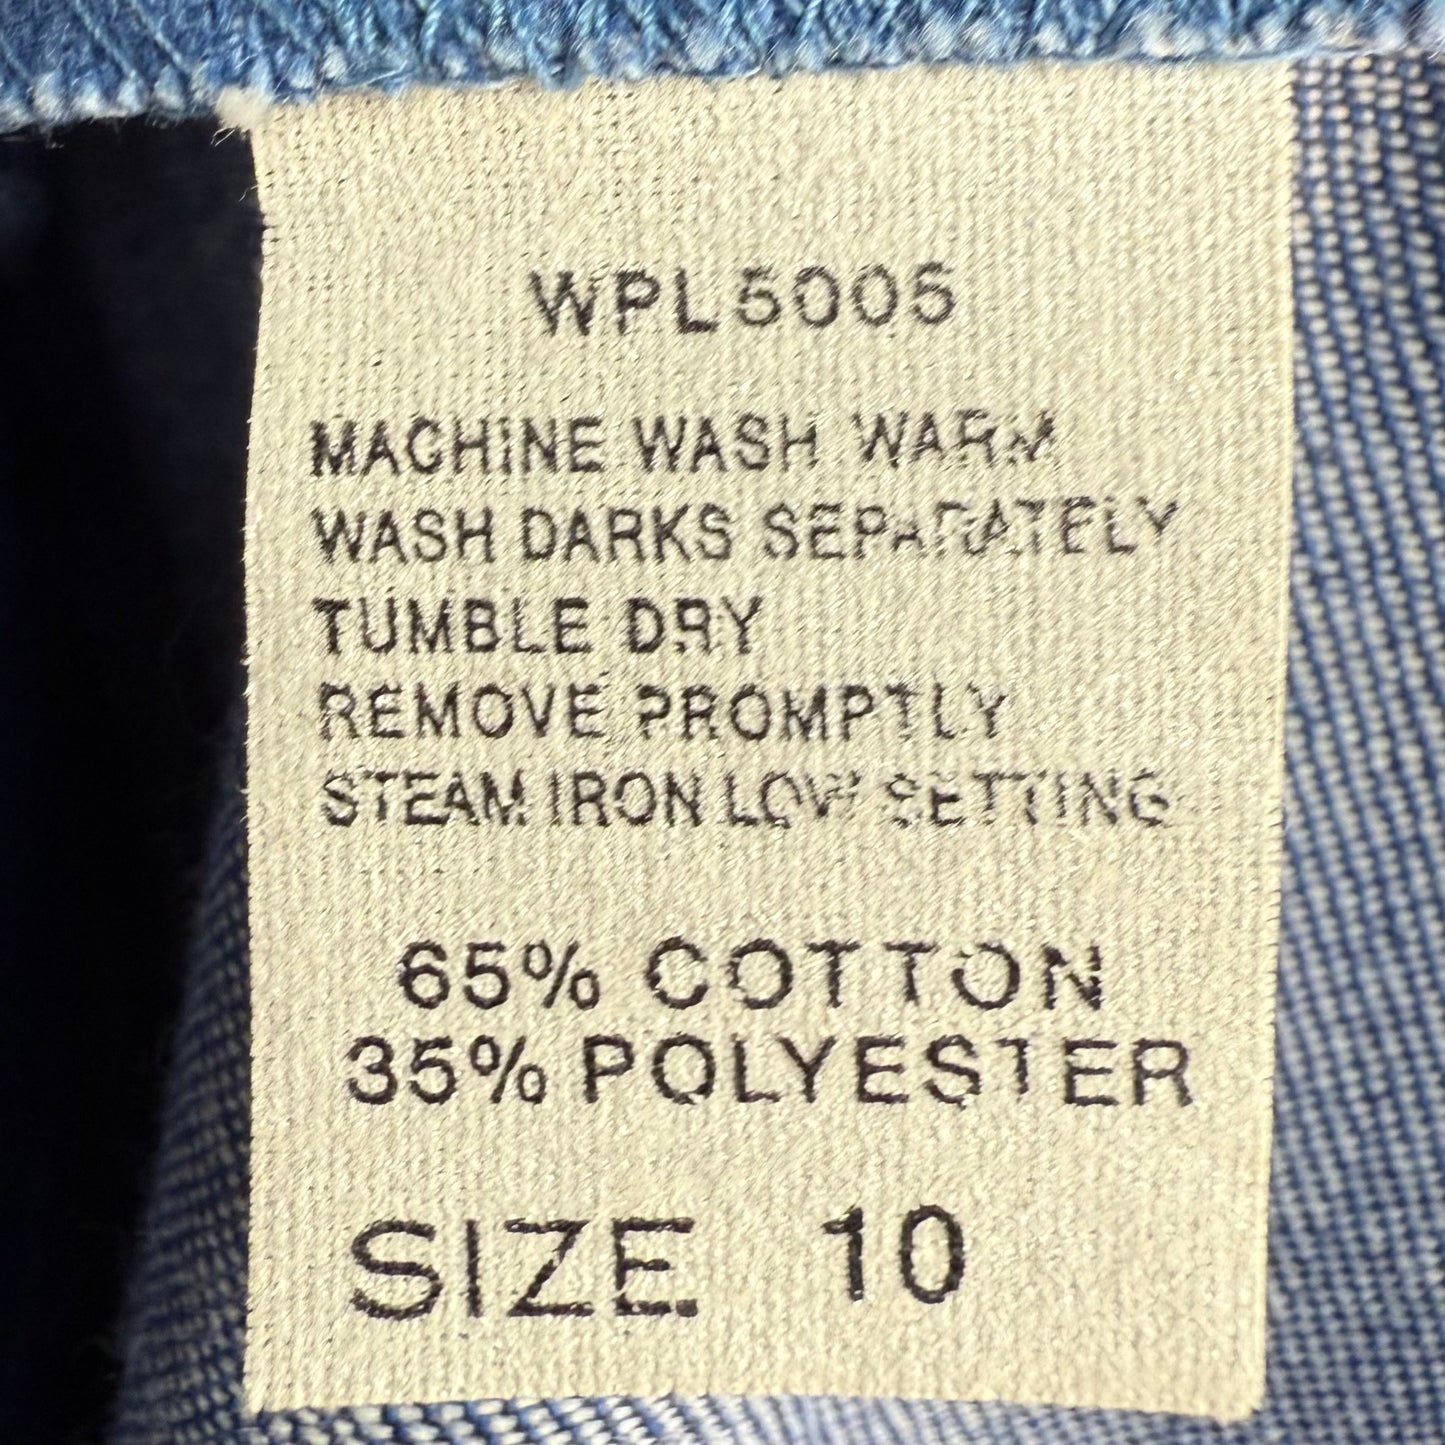 WPL5005
MACHINE WASH WARM
WASH DARKS SEPARATELY
TUMBLE DRY
REMOVE PROMPTLY
STEAM IRON LOW SETTING
65% COTTON
35% POLYESTER
SIZE 10